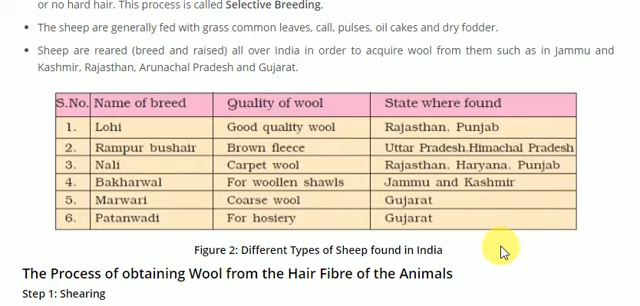 or no hard hair. This process is called Selective Breeding.
• The sheep are generally fed with grass common leaves, call, pulses, oil cakes and dry fodder.
• Sheep are reared (breed and raised) all over India in order to acquire wool from them such as in Jammu and
Kashmir, Rajasthan, Arunachal Pradesh and Gujarat.
S.No. Name of breed Quality of wool State where found
1. Lohi Good quality wool Rajasthan, Punjab
2. Rampur bushair Brown fleece Uttar Pradesh.Himachal Pradesh
3. Nali Carpet wool Rajasthan, Haryana. Punjab
4. Bakharwal For woollen shawls Jammu and Kashmir
5. Marwari Coarse wool Gujarat
6. Patanwadi For hosiery Gujarat
Figure 2: Different Types of Sheep found in India
The Process of obtaining Wool from the Hair Fibre of the Animals
Step 1: Shearing